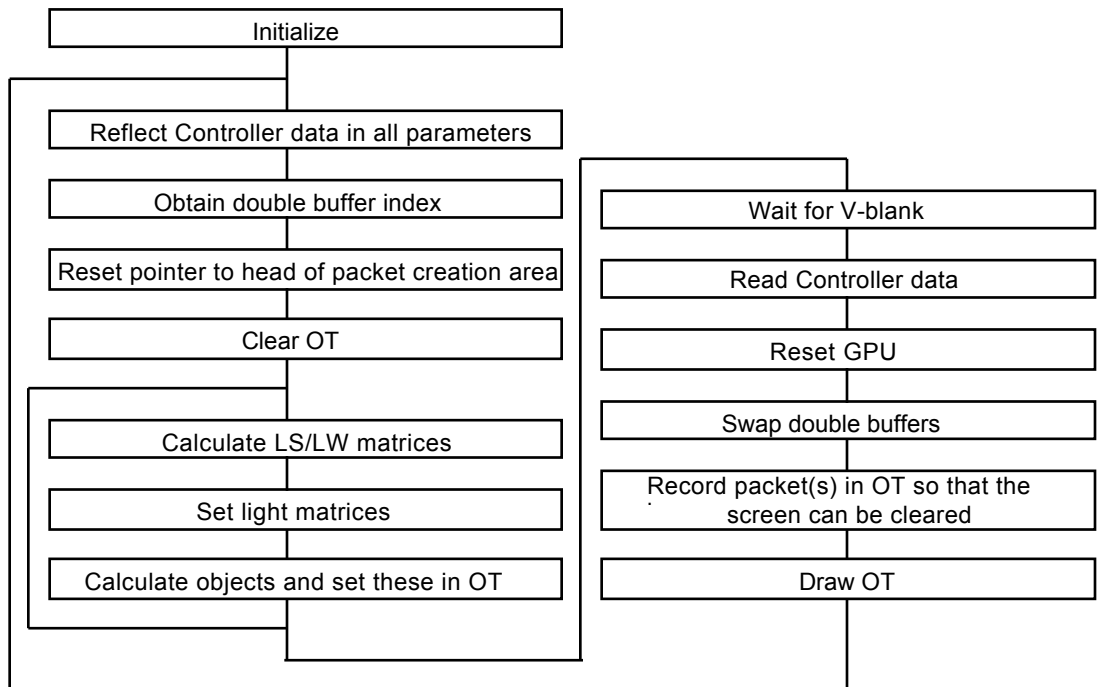 Initialize
Reflect Controller data in all parameters
Obtain double buffer index
Reset pointer to head of packet creation area
Clear OT
Calculate LS/LW matrices
Set light matrices
Calculate objects and set these in OT
Wait for V-blank
Read Controller data
Reset GPU
Swap double buffers
Record packet(s) in OT so that the
screen can be cleared
Draw OT